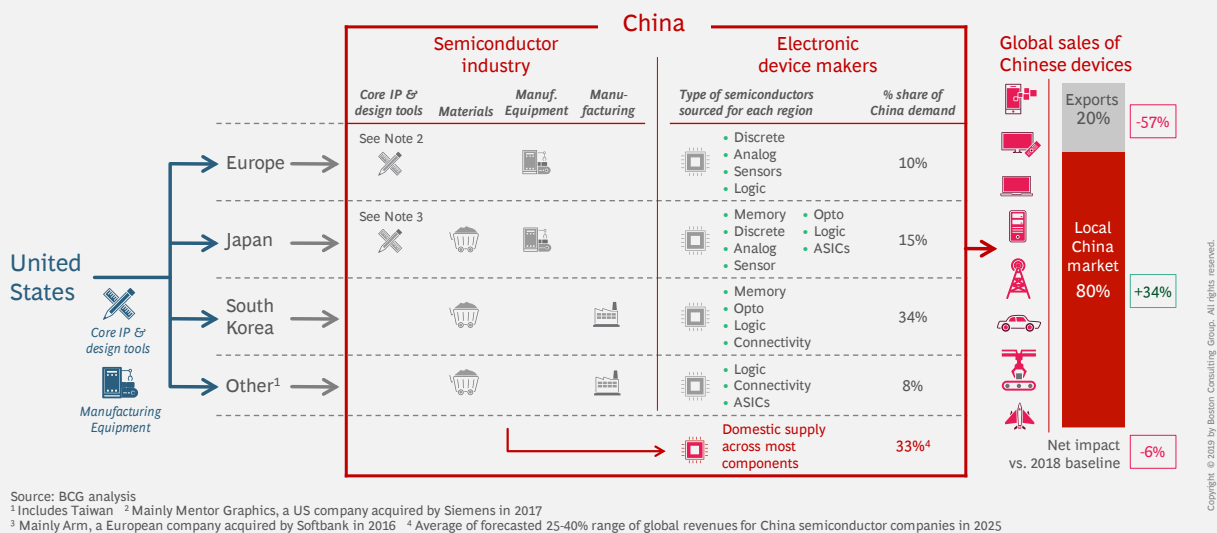 China
Semiconductor
industry
Electronic
device makers
Global sales of
Chinese devices
Core IP &
design tools
Materials
Manuf.
Equipment
Manu-
facturing
Type of semiconductors
sourced for each region
% share of
China demand
Exports
20%
-57%
See Note 2
Europe
• Discrete
• Analog
• Sensors
• Logic
10%
See Note 3
Japan
• Memory
• Discrete
• Analog
• Sensor
• Opto
• Logic
• ASICs
15%
Local
China
market
80%
+34%
United
States
Core IP &
design tools
Manufacturing
Equipment
South
Korea
• Memory
• Opto
• Logic
• Connectivity
34%
Other¹
• Logic
• Connectivity
• ASICs
8%
Domestic supply
across most
components
33%⁴
Net impact
vs. 2018 baseline
-6%
Source: BCG analysis
¹ Includes Taiwan ² Mainly Mentor Graphics, a US company acquired by Siemens in 2017
³ Mainly Arm, a European company acquired by Softbank in 2016 ⁴ Average of forecasted 25-40% range of global revenues for China semiconductor companies in 2025
Copyright © 2019 by Boston Consulting Group. All rights reserved.